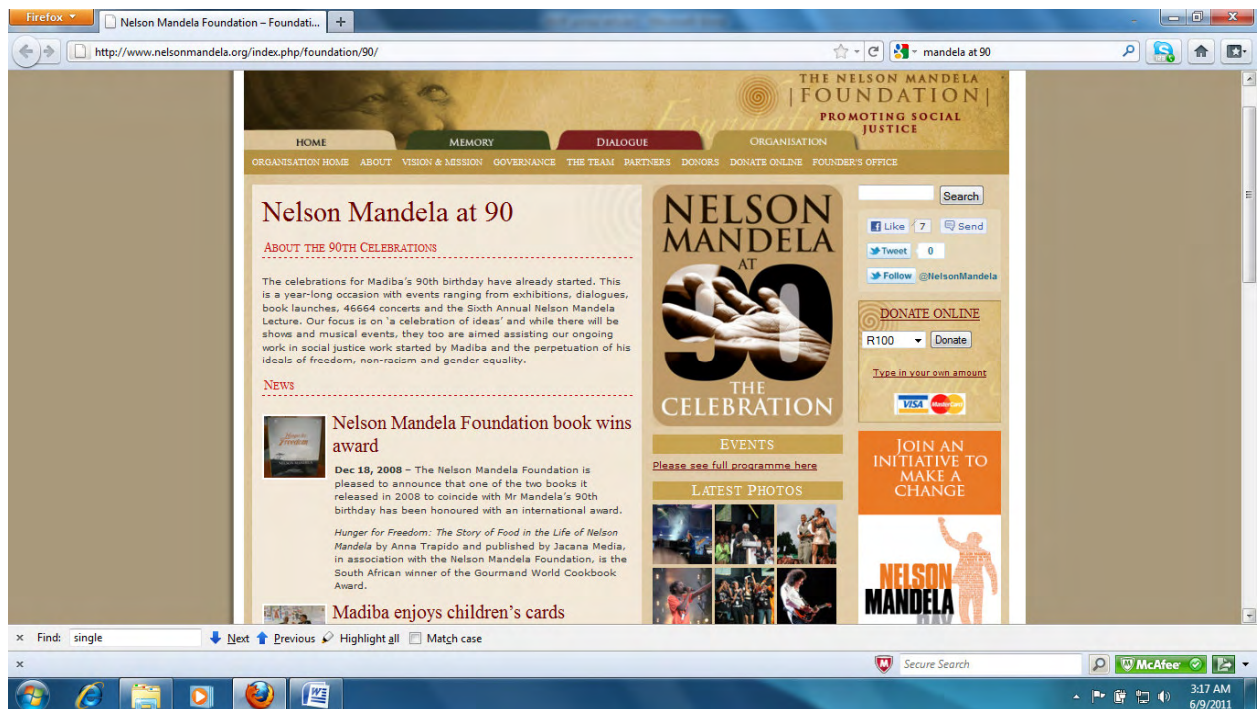 Firefox
Nelson Mandela Foundation – Foundati...
http://www.nelsonmandela.org/index.php/foundation/90/
mandela at 90
THE NELSON MANDELA
|FOUNDATION|
PROMOTING SOCIAL
JUSTICE
HOME
MEMORY
DIALOGUE
ORGANISATION
ORGANISATION HOME ABOUT VISION & MISSION GOVERNANCE THE TEAM PARTNERS DONORS DONATE ONLINE FOUNDER'S OFFICE
Nelson Mandela at 90
ABOUT THE 90TH CELEBRATIONS
The celebrations for Madiba's 90th birthday have already started. This
is a year-long occasion with events ranging from exhibitions, dialogues,
book launches, 46664 concerts and the Sixth Annual Nelson Mandela
Lecture. Our focus is on 'a celebration of ideas' and while there will be
shows and musical events, they too are aimed assisting our ongoing
work in social justice work started by Madiba and the perpetuation of his
ideals of freedom, non-racism and gender equality.
NEWS
Nelson Mandela Foundation book wins
award
Dec 18, 2008 – The Nelson Mandela Foundation is
pleased to announce that one of the two books it
released in 2008 to coincide with Mr Mandela's 90th
birthday has been honoured with an international award.
Hunger for Freedom: The Story of Food in the Life of Nelson
Mandela by Anna Trapido and published by Jacana Media,
in association with the Nelson Mandela Foundation, is the
South African winner of the Gourmand World Cookbook
Award.
Madiba enjoys children's cards
NELSON
MANDELA
AT
90
THE
CELEBRATION
EVENTS
Please see full programme here
LATEST PHOTOS
Search
Like 7 Send
Tweet 0
Follow @NelsonMandela
DONATE ONLINE
R100 Donate
Type in your own amount
VISA MasterCard
JOIN AN
INITIATIVE TO
MAKE A
CHANGE
NELSON
MANDELA
DAY
× Find: single Next Previous Highlight all Match case
× Secure Search McAfee
3:17 AM
6/9/2011